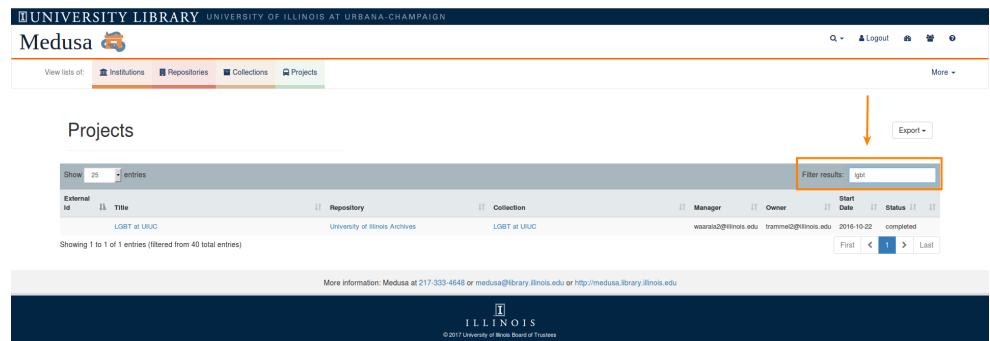 I UNIVERSITY LIBRARY UNIVERSITY OF ILLINOIS AT URBANA-CHAMPAIGN
Medusa
Logout
View lists of: Institutions Repositories Collections Projects More
Projects
Export
Show 25 entries Filter results: lgbt
External Id Title Repository Collection Manager Owner Start Date Status
LGBT at UIUC University of Illinois Archives LGBT at UIUC waarala2@illinois.edu trammel2@illinois.edu 2016-10-22 completed
Showing 1 to 1 of 1 entries (filtered from 40 total entries) First 1 Last
More information: Medusa at 217-333-4648 or medusa@library.illinois.edu or http://medusa.library.illinois.edu
I
ILLINOIS
© 2017 University of Illinois Board of Trustees